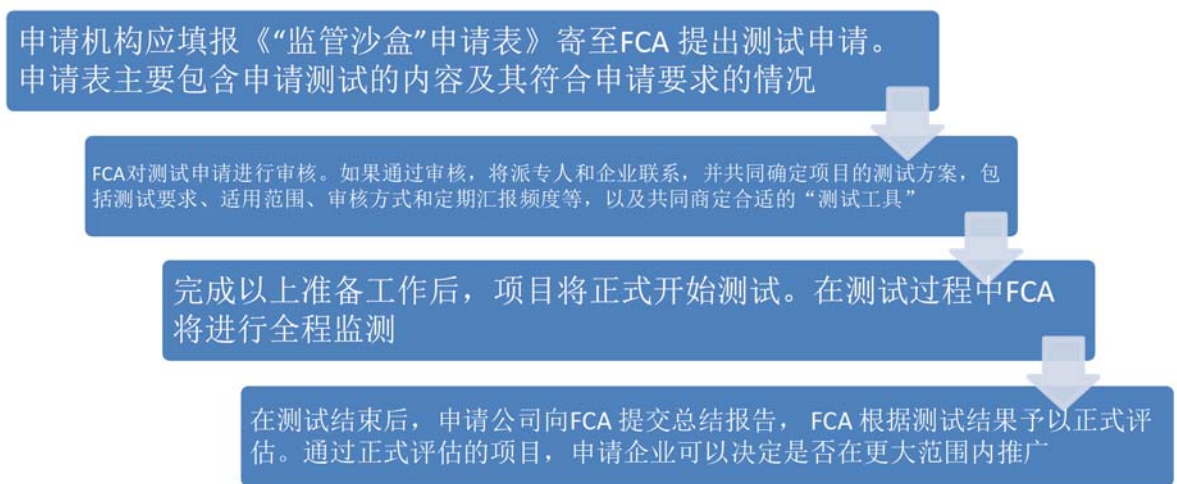 申请机构应填报《“监管沙盒”申请表》寄至FCA 提出测试申请。
申请表主要包含申请测试的内容及其符合申请要求的情况
FCA对测试申请进行审核。如果通过审核，将派专人和企业联系，并共同确定项目的测试方案，包
括测试要求、适用范围、审核方式和定期汇报频度等，以及共同商定合适的“测试工具”
完成以上准备工作后，项目将正式开始测试。在测试过程中FCA
将进行全程监测
在测试结束后，申请公司向FCA 提交总结报告， FCA 根据测试结果予以正式评
估。通过正式评估的项目，申请企业可以决定是否在更大范围内推广